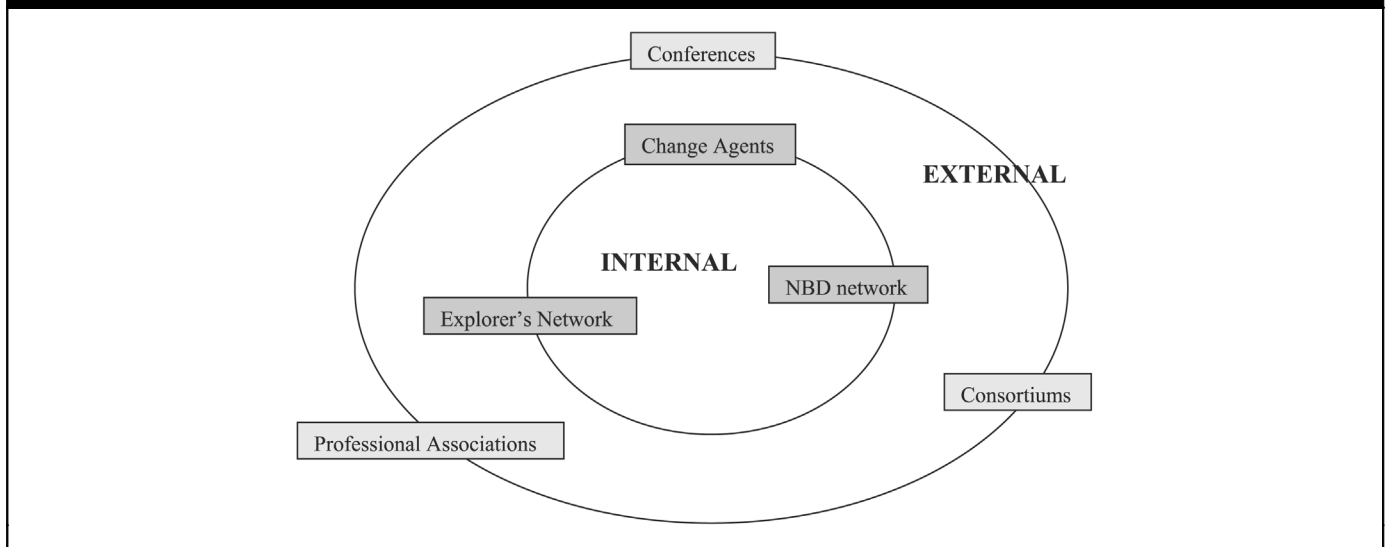 Conferences
Change Agents
EXTERNAL
INTERNAL
NBD network
Explorer’s Network
Consortiums
Professional Associations